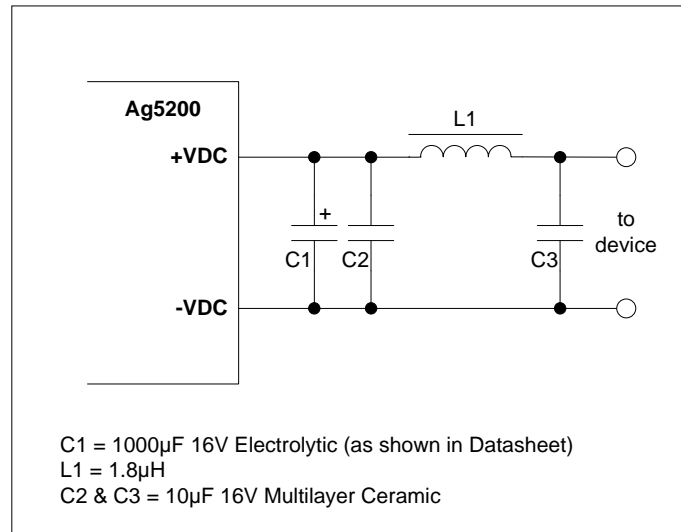 Ag5200
L1
+VDC
+
to
device
C1
C2
C3
-VDC
C1 = 1000µF 16V Electrolytic (as shown in Datasheet)
L1 = 1.8µH
C2 & C3 = 10µF 16V Multilayer Ceramic